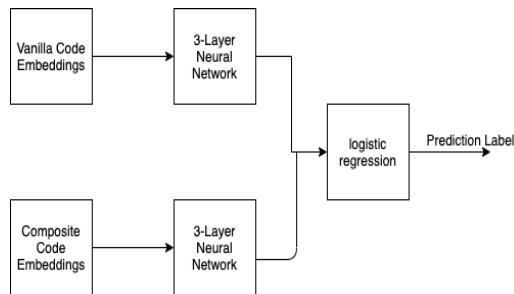 Vanilla Code
Embeddings
3-Layer
Neural
Network
logistic
regression
Prediction Label
Composite
Code
Embeddings
3-Layer
Neural
Network